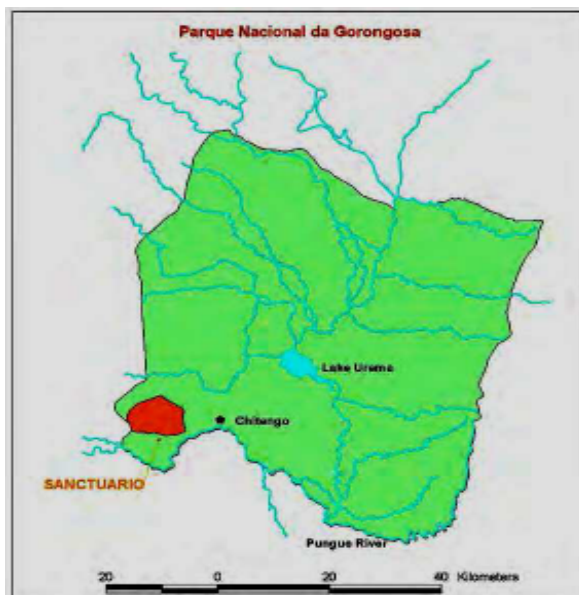 Parque Nacional da Gorongosa
Lake Urema
Chitengo
SANCTUARIO
Pungue River
20 0 20 40 Kilometers